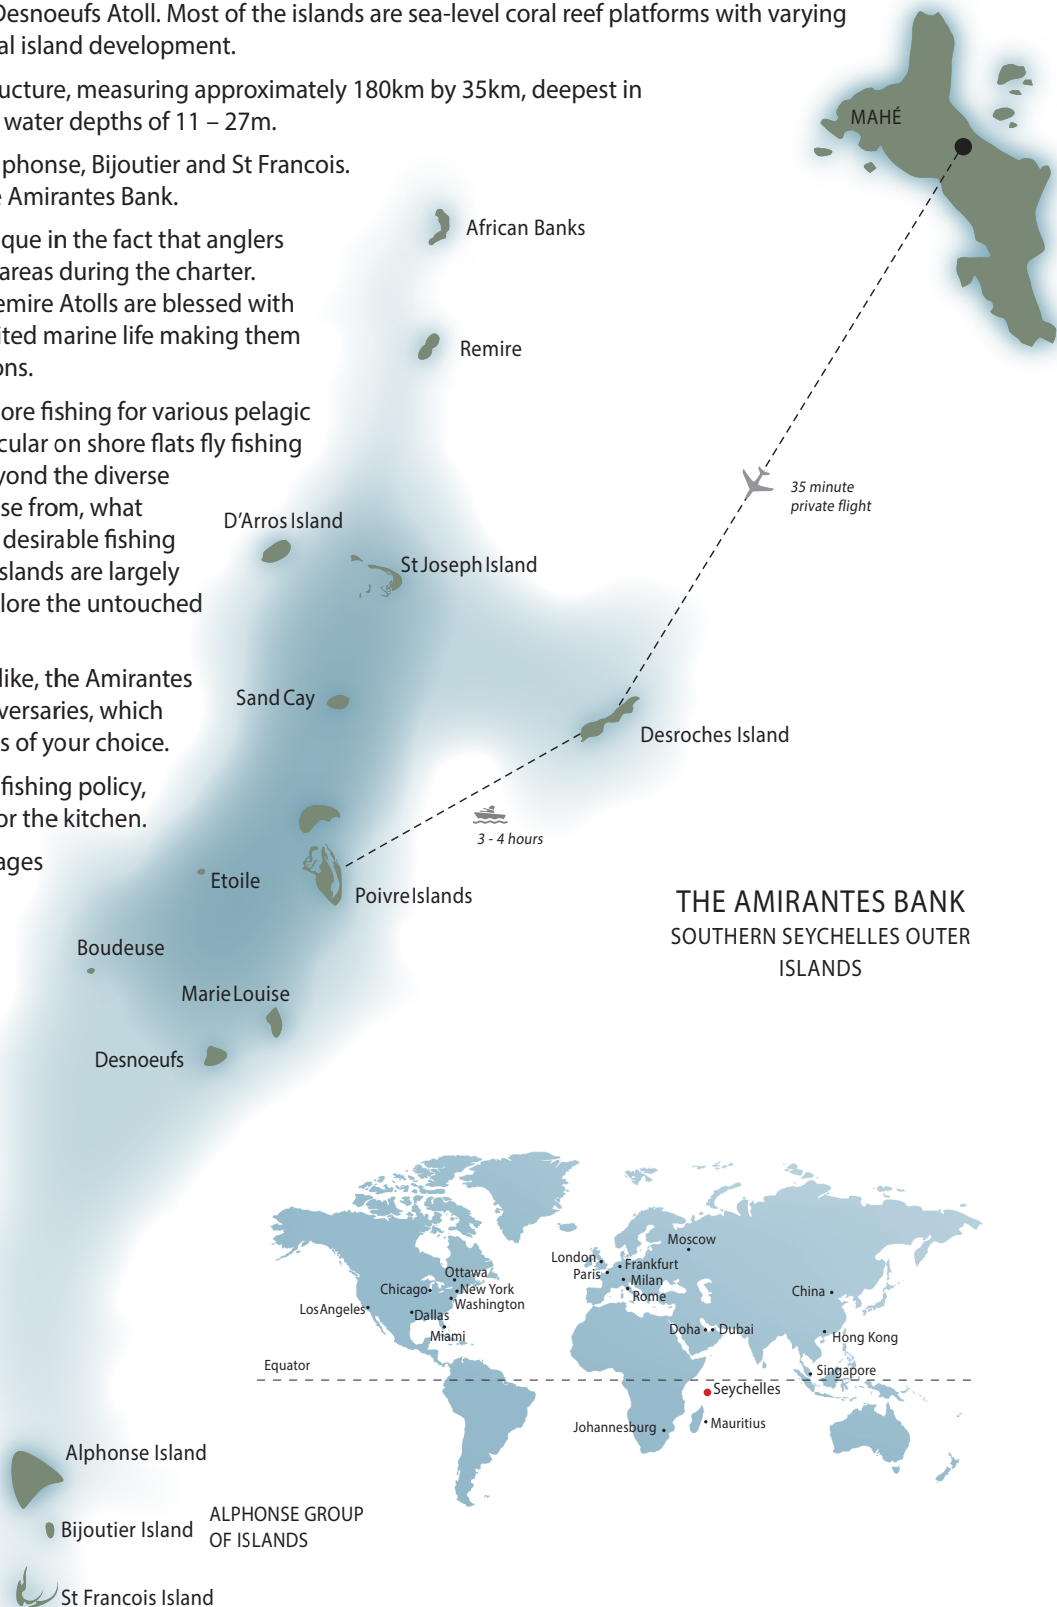 Desnoeufs Atoll. Most of the islands are sea-level coral reef platforms with varying
al island development.
ucture, measuring approximately 180km by 35km, deepest in
water depths of 11 – 27m.
phonse, Bijoutier and St Francois.
e Amirantes Bank.
que in the fact that anglers
areas during the charter.
emire Atolls are blessed with
ited marine life making them
ons.
ore fishing for various pelagic
cular on shore flats fly fishing
yond the diverse
se from, what
desirable fishing
slands are largely
lore the untouched
like, the Amirantes
versaries, which
s of your choice.
fishing policy,
or the kitchen.
ages
MAHÉ
African Banks
Remire
35 minute
private flight
D'Arros Island
St Joseph Island
Sand Cay
Desroches Island
3 - 4 hours
Etoile
Poivre Islands
Boudeuse
Marie Louise
Desnoeufs
THE AMIRANTES BANK
SOUTHERN SEYCHELLES OUTER
ISLANDS
Moscow
London
Frankfurt
Paris
Milan
Rome
Ottawa
Chicago
New York
Washington
Los Angeles
Dallas
Miami
China
Doha
Dubai
Hong Kong
Equator
Singapore
Seychelles
Mauritius
Johannesburg
Alphonse Island
Bijoutier Island
ALPHONSE GROUP
OF ISLANDS
St Francois Island